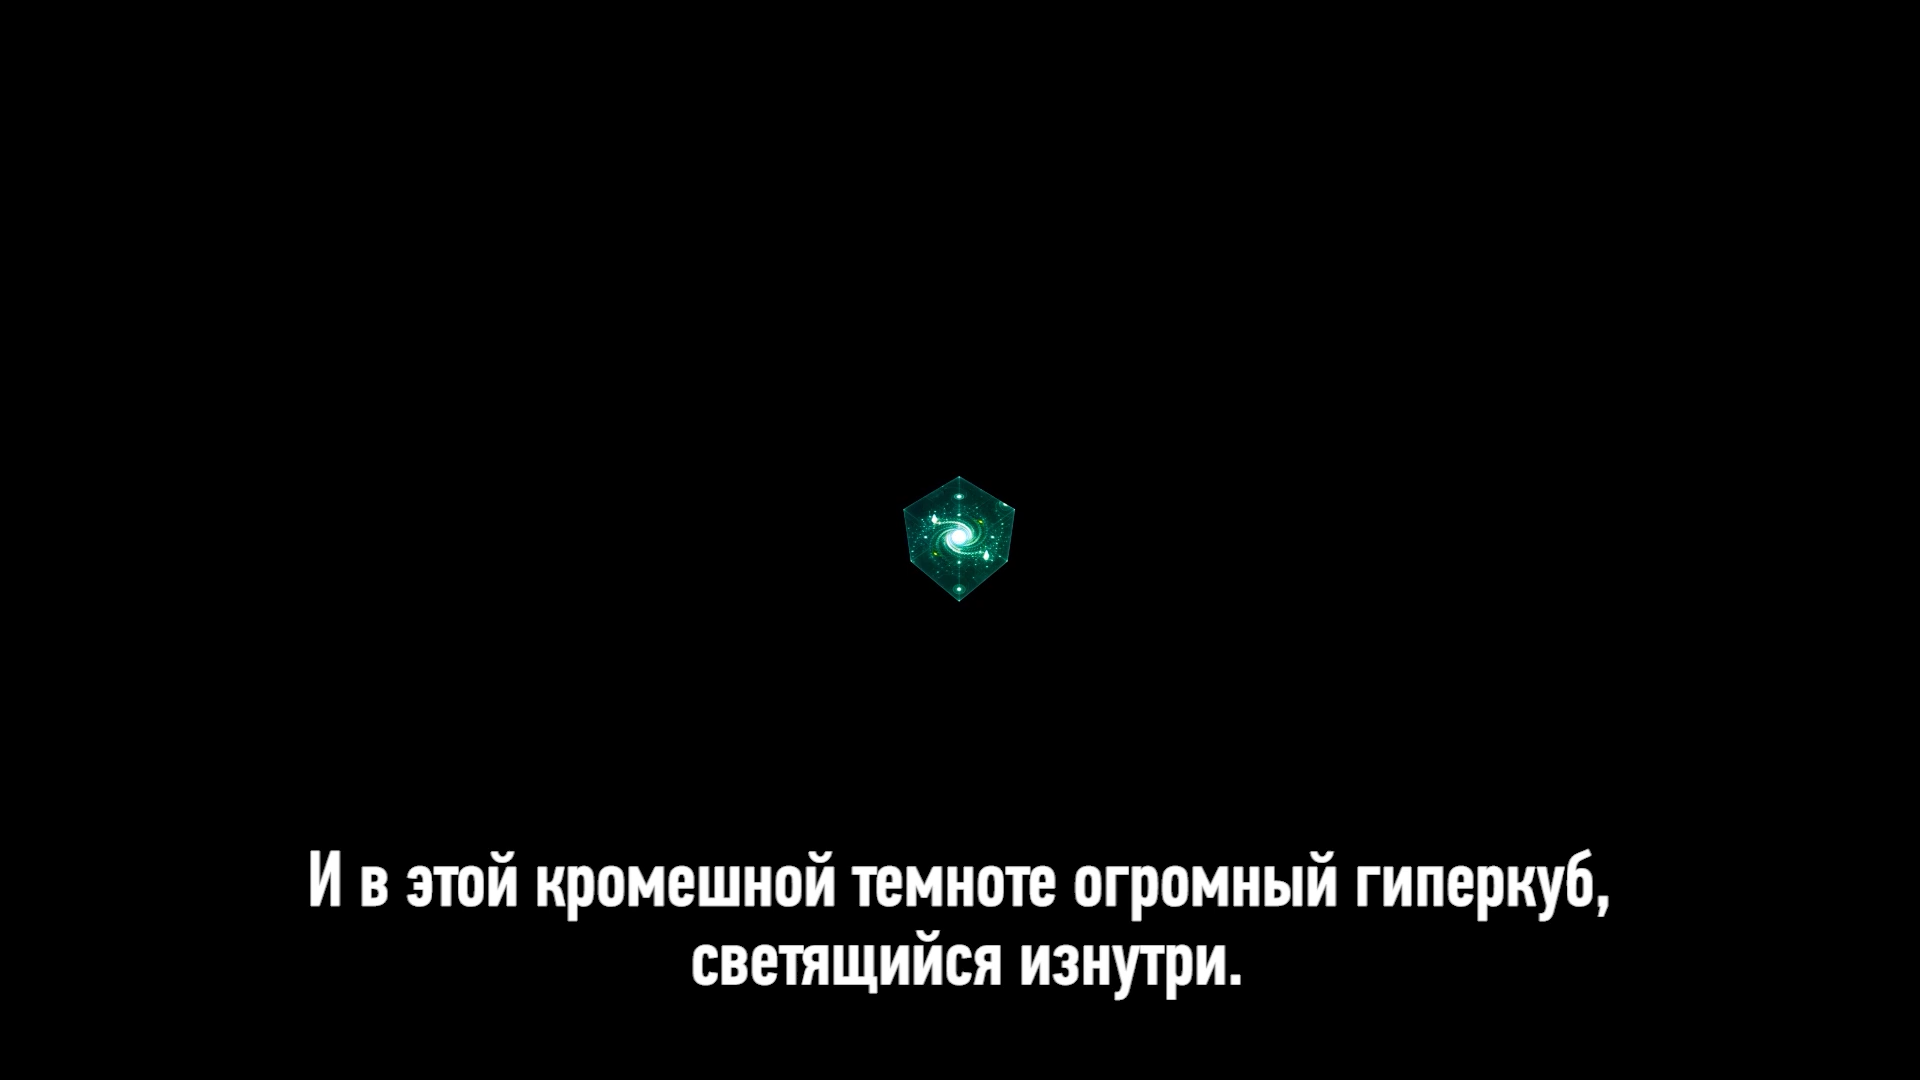 И в этой кромешной темноте огромный гиперкуб,
светящийся изнутри.